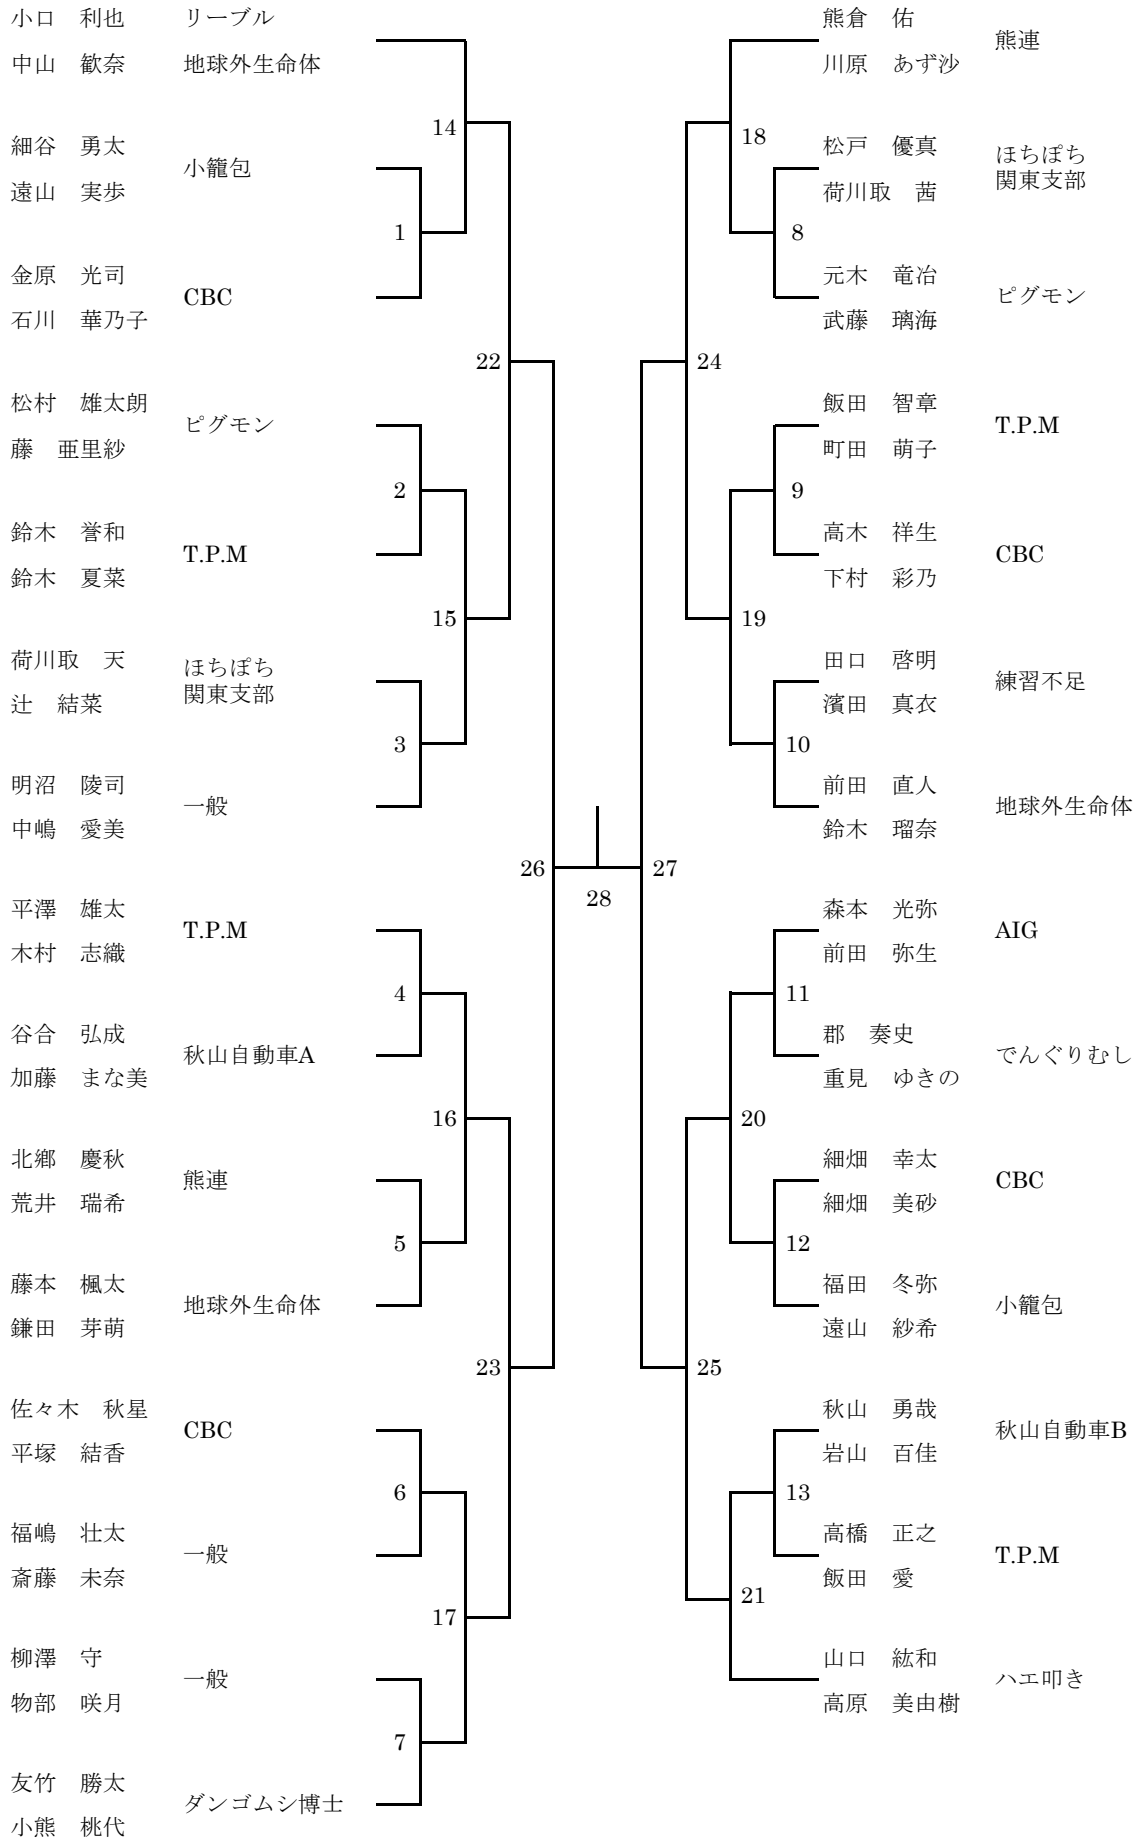 小口　利也　リーブル
中山　歓奈　地球外生命体
14
細谷　勇太
小籠包
遠山　実歩
1
金原　光司
CBC
石川　華乃子
22
松村　雄太朗
ピグモン
藤　亜里紗
2
鈴木　誉和
T.P.M
鈴木　夏菜
15
荷川取　天
ほちぽち
関東支部
辻　結菜
3
明沼　陵司
一般
中嶋　愛美
26
平澤　雄太
T.P.M
木村　志織
4
谷合　弘成
秋山自動車A
加藤　まな美
16
北郷　慶秋
熊連
荒井　瑞希
5
藤本　楓太
地球外生命体
鎌田　芽萌
23
佐々木　秋星
CBC
平塚　結香
6
福嶋　壮太
一般
斎藤　未奈
17
柳澤　守
一般
物部　咲月
7
友竹　勝太
ダンゴムシ博士
小熊　桃代
28
熊倉　佑
熊連
川原　あず沙
18
松戸　優真
ほちぽち
関東支部
荷川取　茜
8
元木　竜冶
ピグモン
武藤　璃海
24
飯田　智章
T.P.M
町田　萌子
9
高木　祥生
CBC
下村　彩乃
19
田口　啓明
練習不足
濱田　真衣
10
前田　直人
地球外生命体
鈴木　瑠奈
27
森本　光弥
AIG
前田　弥生
11
郡　奏史
でんぐりむし
重見　ゆきの
20
細畑　幸太
CBC
細畑　美砂
12
福田　冬弥
小籠包
遠山　紗希
25
秋山　勇哉
秋山自動車B
岩山　百佳
13
高橋　正之
T.P.M
飯田　愛
21
山口　紘和
ハエ叩き
高原　美由樹